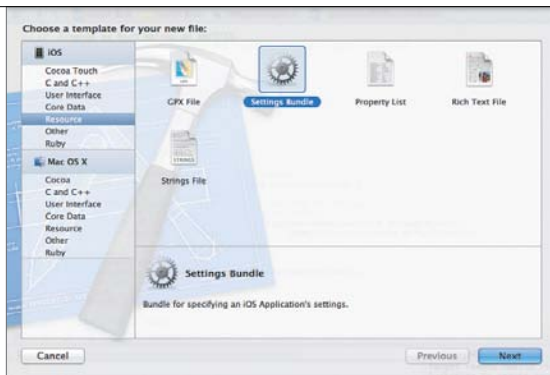 Choose a template for your new file:
iOS
Cocoa Touch
C and C++
User Interface
Core Data
Resource
Other
Ruby
Mac OS X
Cocoa
C and C++
User Interface
Core Data
Resource
Other
Ruby
GPX File
Settings Bundle
Property List
Rich Text File
STRINGS
Strings File
Settings Bundle
Bundle for specifying an iOS Application's settings.
Cancel
Previous
Next